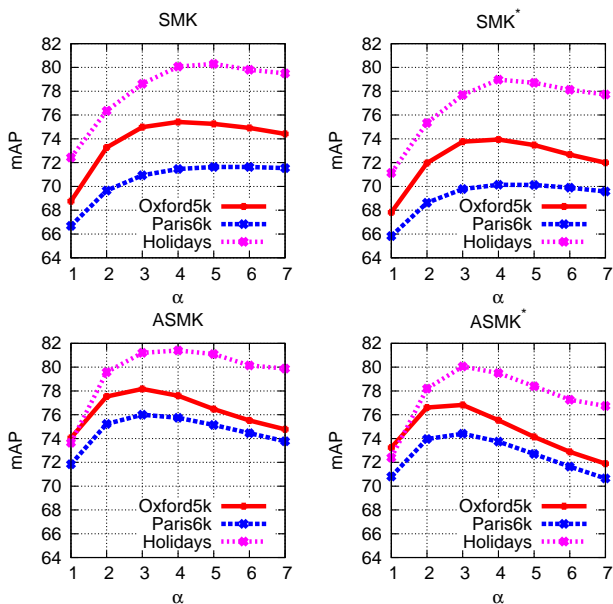 SMK
82
80
78
76
74
72
70
68
66
64
mAP
Oxford5k
Paris6k
Holidays
1 2 3 4 5 6 7
α
SMK*
82
80
78
76
74
72
70
68
66
64
mAP
Oxford5k
Paris6k
Holidays
1 2 3 4 5 6 7
α
ASMK
82
80
78
76
74
72
70
68
66
64
mAP
Oxford5k
Paris6k
Holidays
1 2 3 4 5 6 7
α
ASMK*
82
80
78
76
74
72
70
68
66
64
mAP
Oxford5k
Paris6k
Holidays
1 2 3 4 5 6 7
α